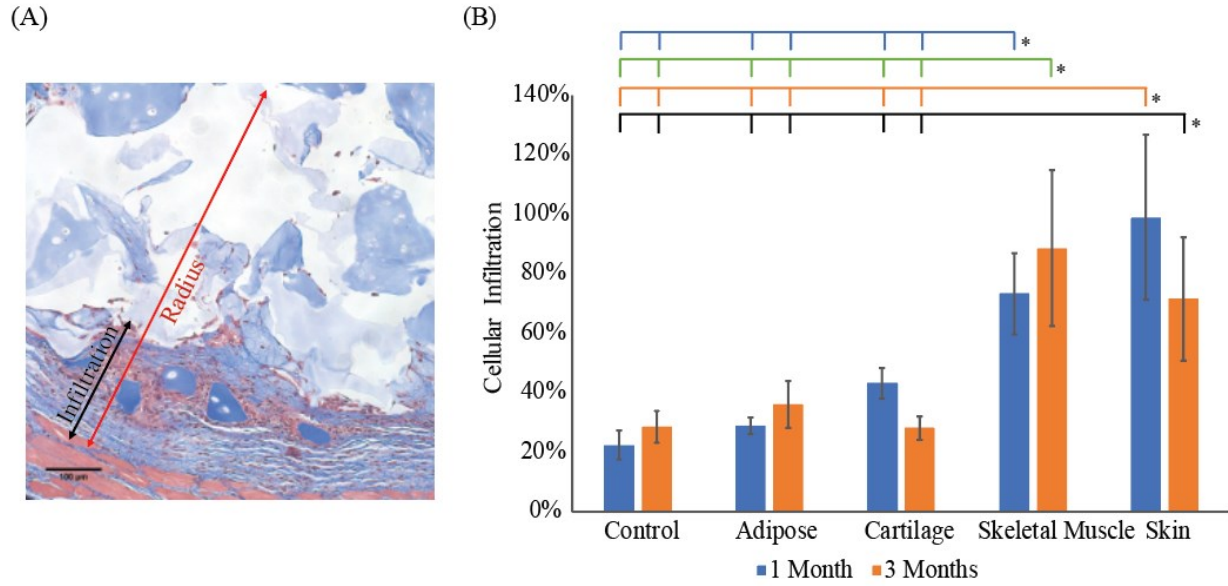 (A)
(B)
Radius
Infiltration
100 µm
Cellular Infiltration
140%
120%
100%
80%
60%
40%
20%
0%
*
*
*
*
Control Adipose Cartilage Skeletal Muscle Skin
1 Month 3 Months